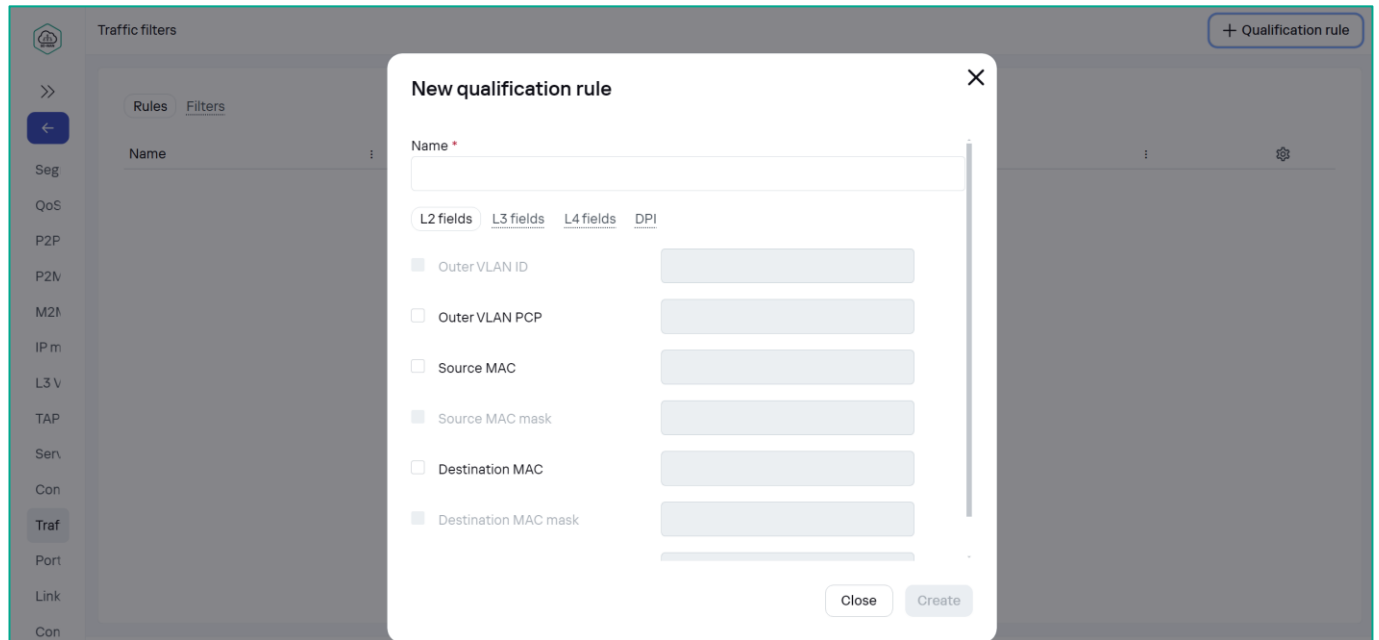 Traffic filters
+ Qualification rule
New qualification rule
Rules Filters
Name
Name *
L2 fields L3 fields L4 fields DPI
Outer VLAN ID
Outer VLAN PCP
Source MAC
Source MAC mask
Destination MAC
Destination MAC mask
Close Create
Seg
QoS
P2P
P2M
M2M
IP m
L3 V
TAP
Serv
Con
Traf
Port
Link
Con